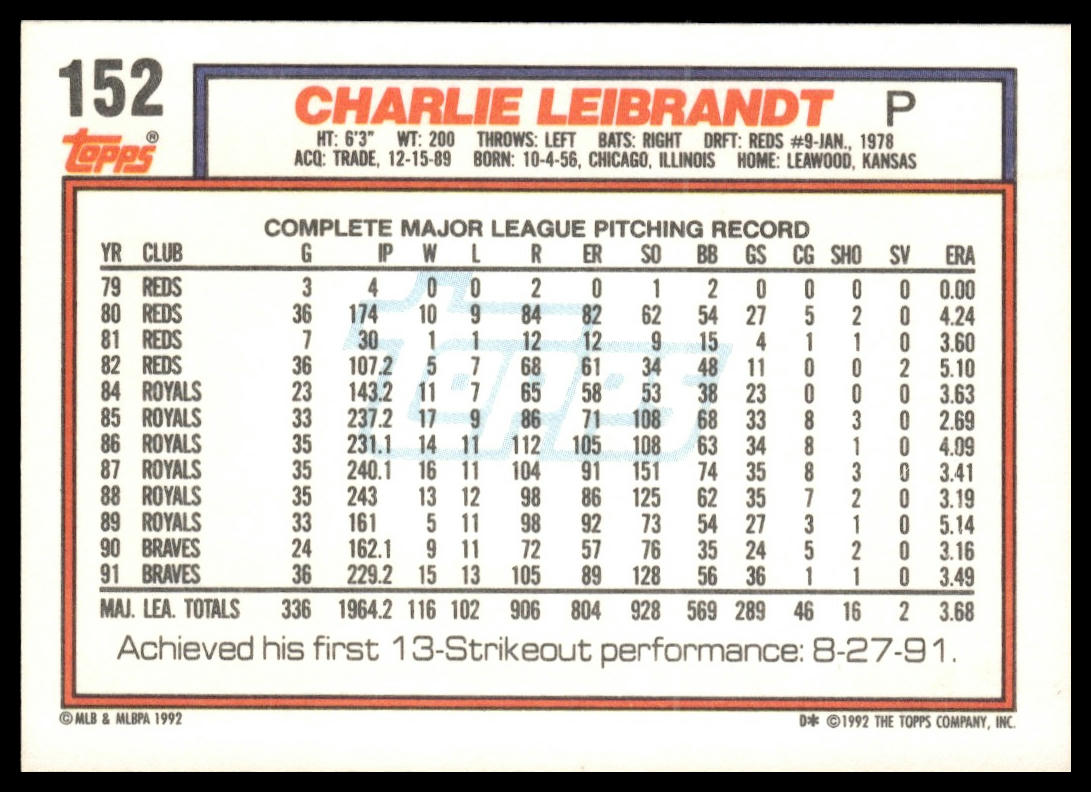 152
Topps®
CHARLIE LEIBRANDT P
HT: 6'3" WT: 200 THROWS: LEFT BATS: RIGHT DRFT: REDS #9-JAN., 1978
ACQ: TRADE, 12-15-89 BORN: 10-4-56, CHICAGO, ILLINOIS HOME: LEAWOOD, KANSAS
COMPLETE MAJOR LEAGUE PITCHING RECORD
YR CLUB G IP W L R ER SO BB GS CG SHO SV ERA
79 REDS 3 4 0 0 2 0 1 2 0 0 0 0 0.00
80 REDS 36 174 10 9 84 82 62 54 27 5 2 0 4.24
81 REDS 7 30 1 1 12 12 9 15 4 1 1 0 3.60
82 REDS 36 107.2 5 7 68 61 34 48 11 0 0 2 5.10
84 ROYALS 23 143.2 11 7 65 58 53 38 23 0 0 0 3.63
85 ROYALS 33 237.2 17 9 86 71 108 68 33 8 3 0 2.69
86 ROYALS 35 231.1 14 11 112 105 108 63 34 8 1 0 4.09
87 ROYALS 35 240.1 16 11 104 91 151 74 35 8 3 0 3.41
88 ROYALS 35 243 13 12 98 86 125 62 35 7 2 0 3.19
89 ROYALS 33 161 5 11 98 92 73 54 27 3 1 0 5.14
90 BRAVES 24 162.1 9 11 72 57 76 35 24 5 2 0 3.16
91 BRAVES 36 229.2 15 13 105 89 128 56 36 1 1 0 3.49
MAJ. LEA. TOTALS 336 1964.2 116 102 906 804 928 569 289 46 16 2 3.68
Topps
Achieved his first 13-Strikeout performance: 8-27-91.
©MLB & MLBPA 1992 D* ©1992 THE TOPPS COMPANY, INC.